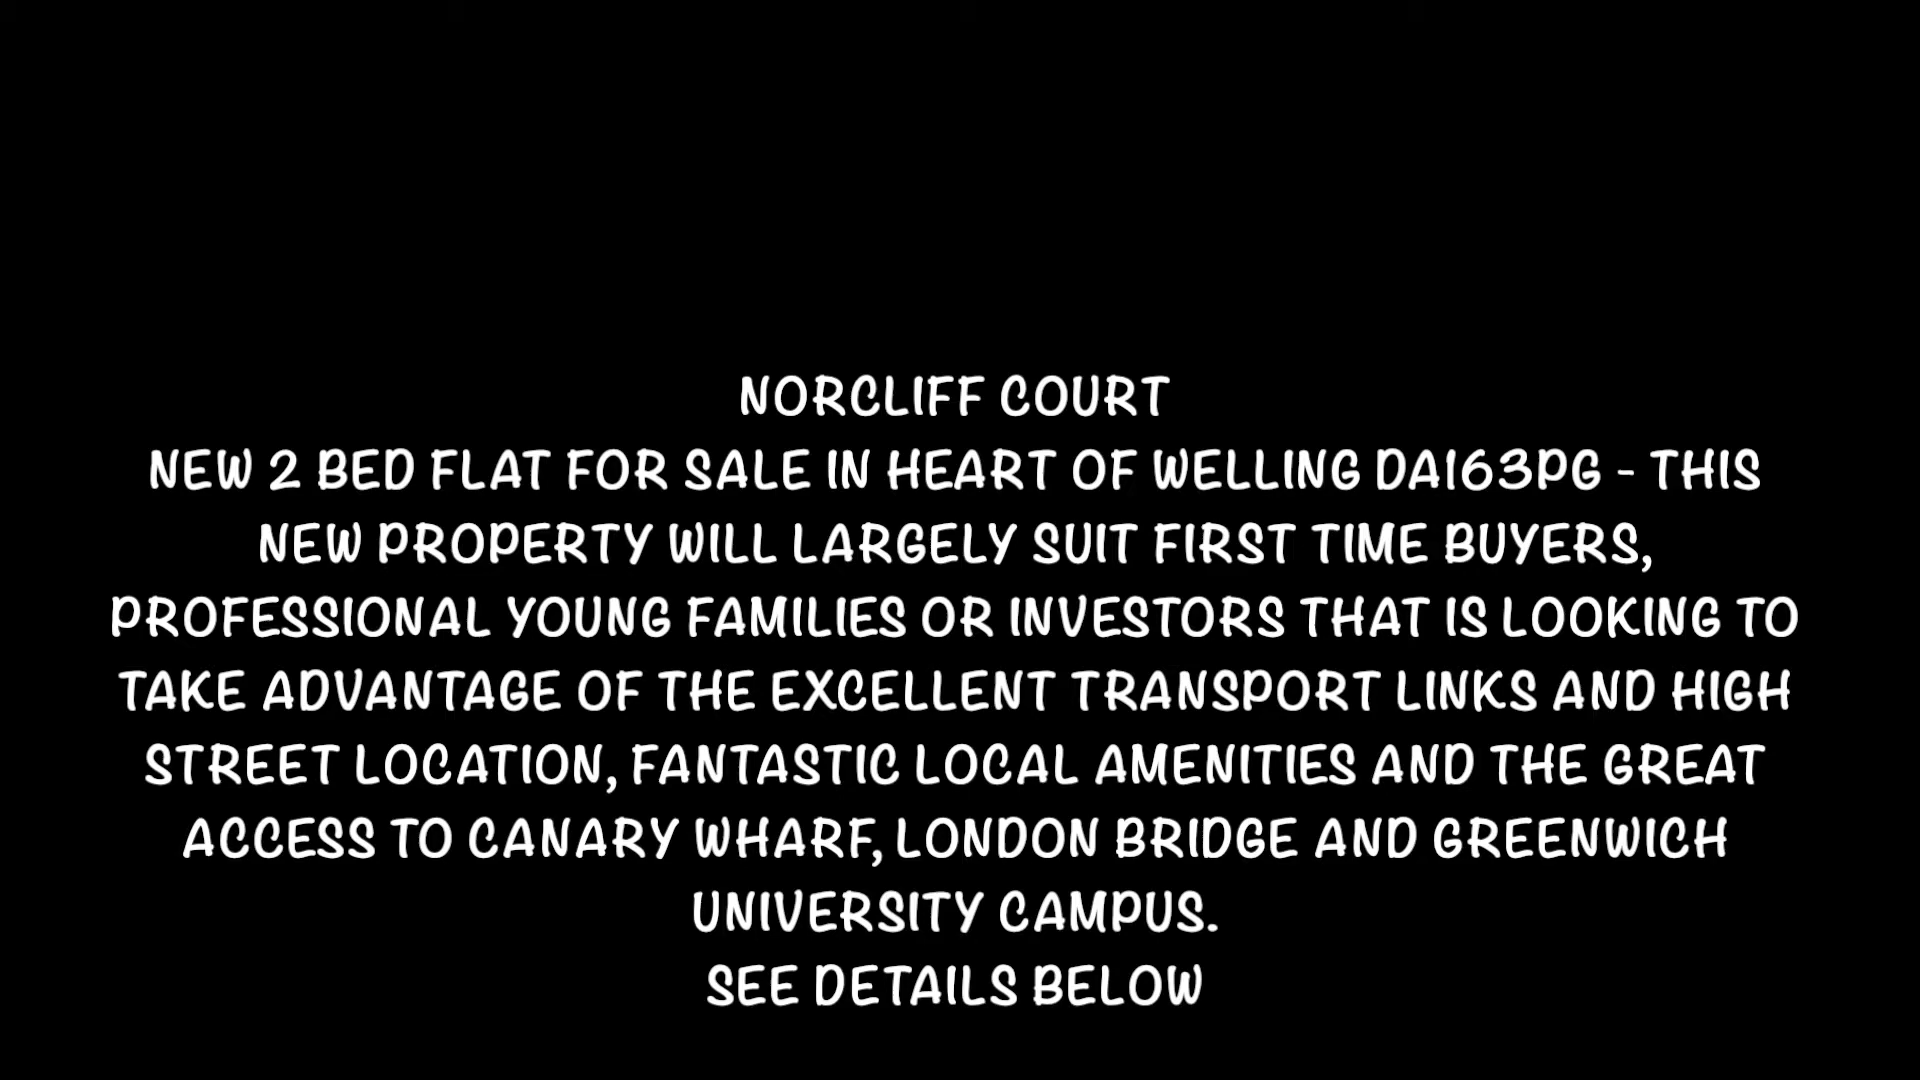 NORCLIFF COURT
NEW 2 BED FLAT FOR SALE IN HEART OF WELLING DA163PG - THIS
NEW PROPERTY WILL LARGELY SUIT FIRST TIME BUYERS,
PROFESSIONAL YOUNG FAMILIES OR INVESTORS THAT IS LOOKING TO
TAKE ADVANTAGE OF THE EXCELLENT TRANSPORT LINKS AND HIGH
STREET LOCATION, FANTASTIC LOCAL AMENITIES AND THE GREAT
ACCESS TO CANARY WHARF, LONDON BRIDGE AND GREENWICH
UNIVERSITY CAMPUS.
SEE DETAILS BELOW